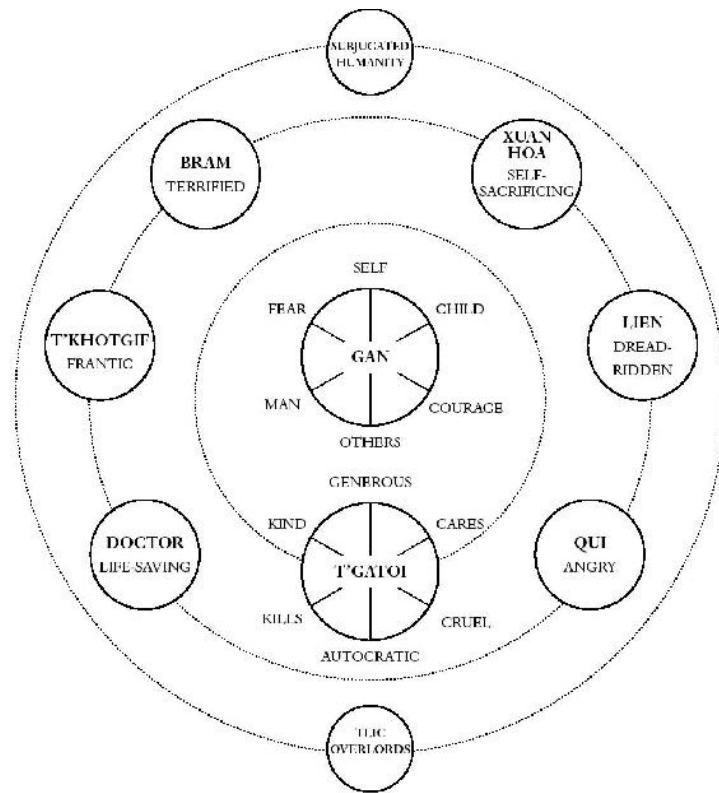 SUBJUGATED
HUMANITY
BRAM
TERRIFIED
XUAN
HOA
SELF-
SACRIFICING
T'KHOTGIF
FRANTIC
LIEN
DREAD-
RIDDEN
SELF
FEAR
CHILD
GAN
MAN
COURAGE
OTHERS
GENEROUS
KIND
CARES
T'GATOI
KILLS
CRUEL
AUTOCRATIC
DOCTOR
LIFE-SAVING
QUI
ANGRY
TLIC
OVERLORDS